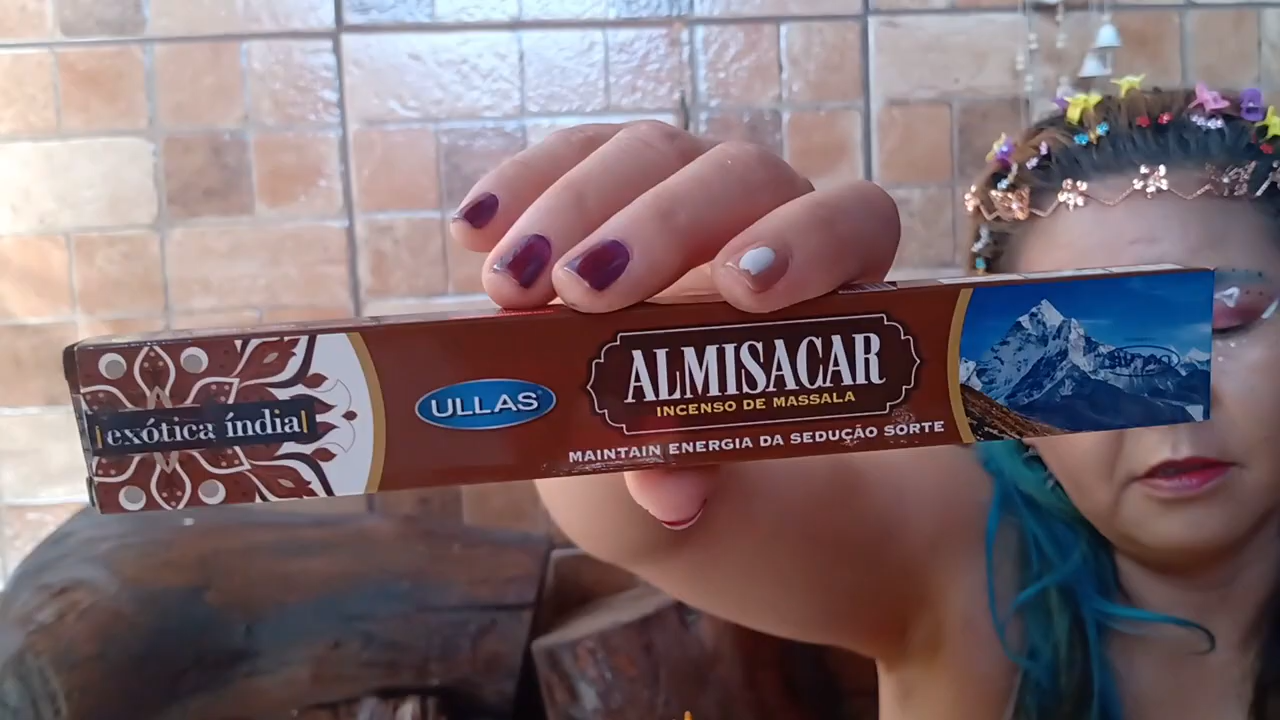 exótica índia
ULLAS
ALMISACAR
INCENSO DE MASSALA
MAINTAIN ENERGIA DA SEDUÇÃO SORTE